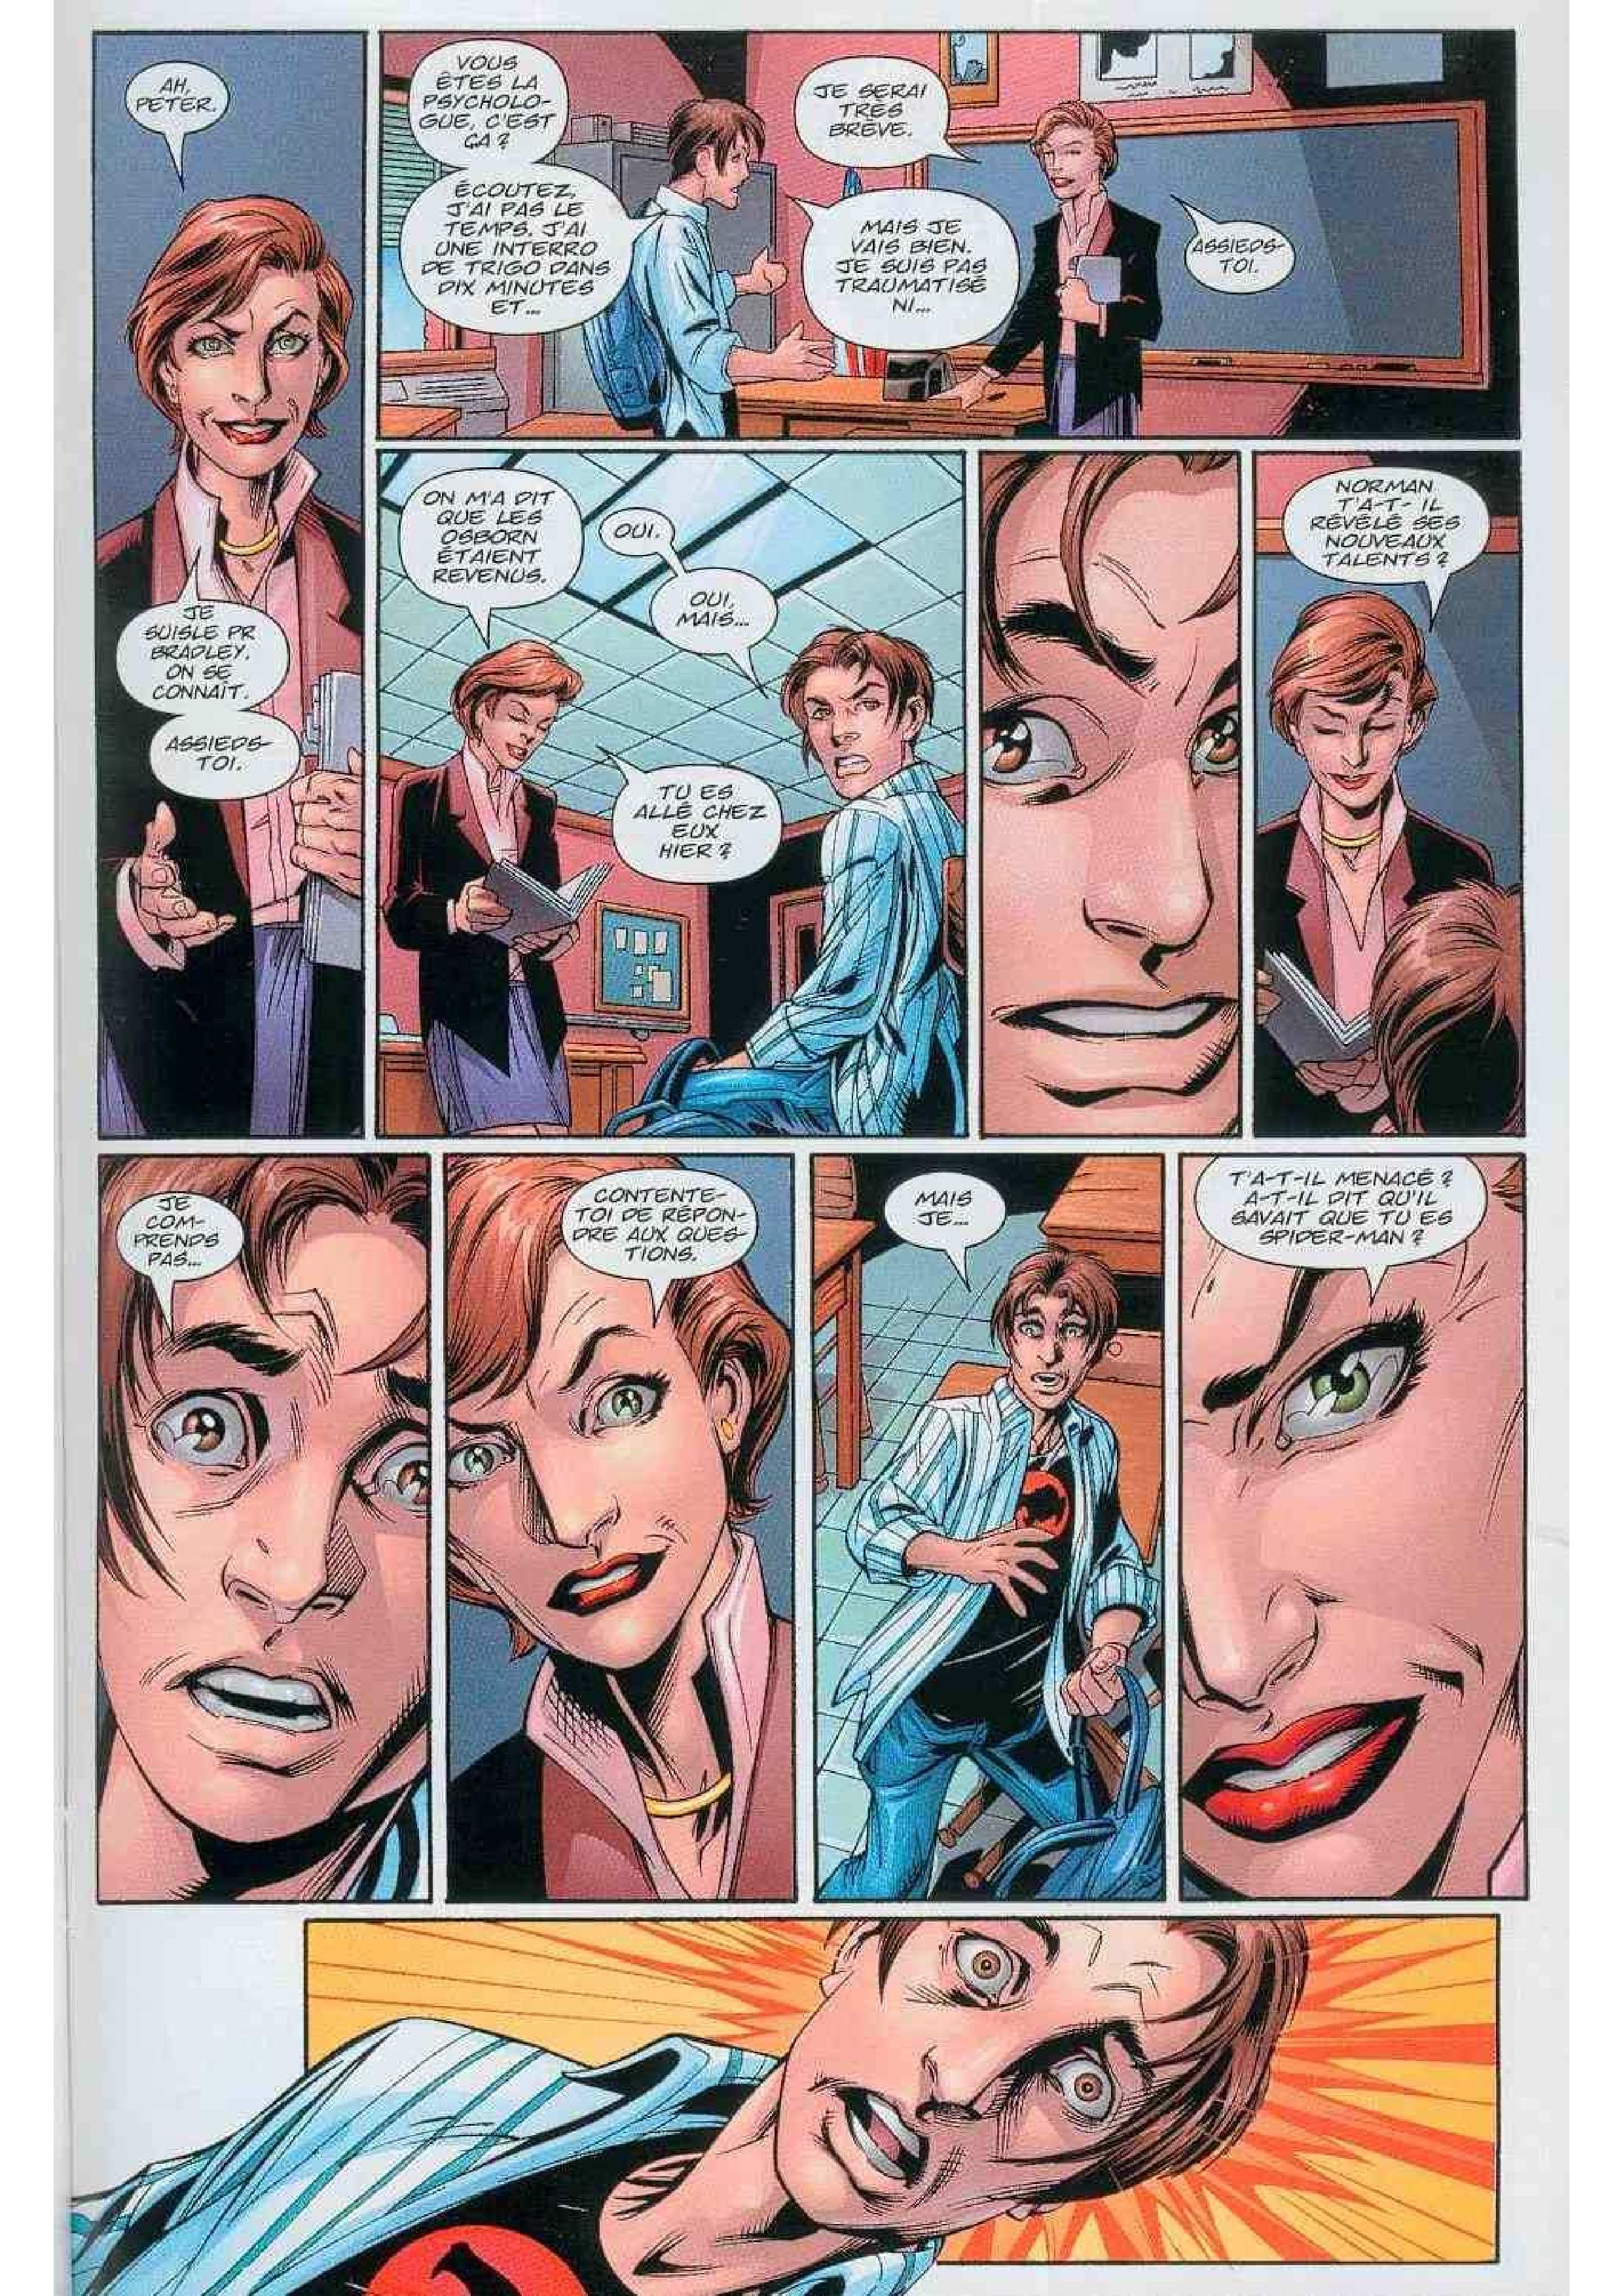 AH,
PETER.
JE
SUISLE PR
BRADLEY.
ON SE
CONNAÎT.
ASSIEDS-
TOI.
VOUS
ÊTES LA
PSYCHOLO-
GUE, C'EST
ÇA ?
ÉCOUTEZ,
J'AI PAS LE
TEMPS. J'AI
UNE INTERRO
DE TRIGO DANS
DIX MINUTES
ET...
JE SERAI
TRÈS
BRÈVE.
MAIS JE
VAIS BIEN.
JE SUIS PAS
TRAUMATISÉ
NI...
ASSIEDS-
TOI.
ON M'A DIT
QUE LES
OSBORN
ÉTAIENT
REVENUS.
OUI.
OUI,
MAIS...
TU ES
ALLÉ CHEZ
EUX
HIER ?
NORMAN
T'A-T- IL
RÉVÉLÉ SES
NOUVEAUX
TALENTS ?
JE
COM-
PRENDS
PAS...
CONTENTE-
TOI DE RÉPON-
DRE AUX QUES-
TIONS.
MAIS
JE...
T'A-T-IL MENACÉ ?
A-T-IL DIT QU'IL
SAVAIT QUE TU ES
SPIDER-MAN ?